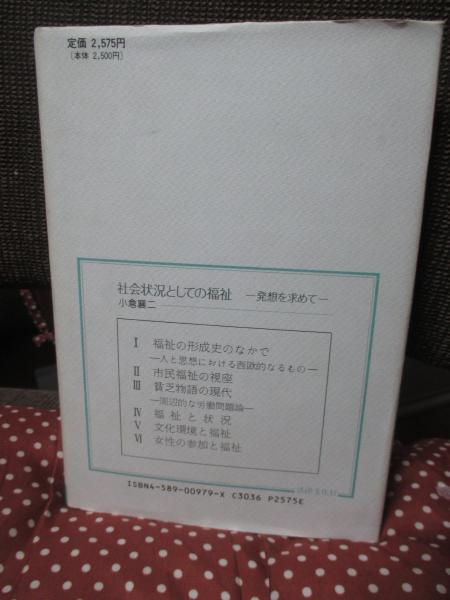 定価 2,575円
(本体 2,500円)
社会状況としての福祉 ―発想を求めて―
小倉襄二
Ⅰ 福祉の形成史のなかで
―人と思想における西欧的なるもの―
Ⅱ 市民福祉の視座
Ⅲ 貧乏物語の現代
―周辺的な労働問題論―
Ⅳ 福祉と状況
Ⅴ 文化環境と福祉
Ⅵ 女性の参加と福祉
ISBN4-589-00979-X C3036 P2575E
法律文化社